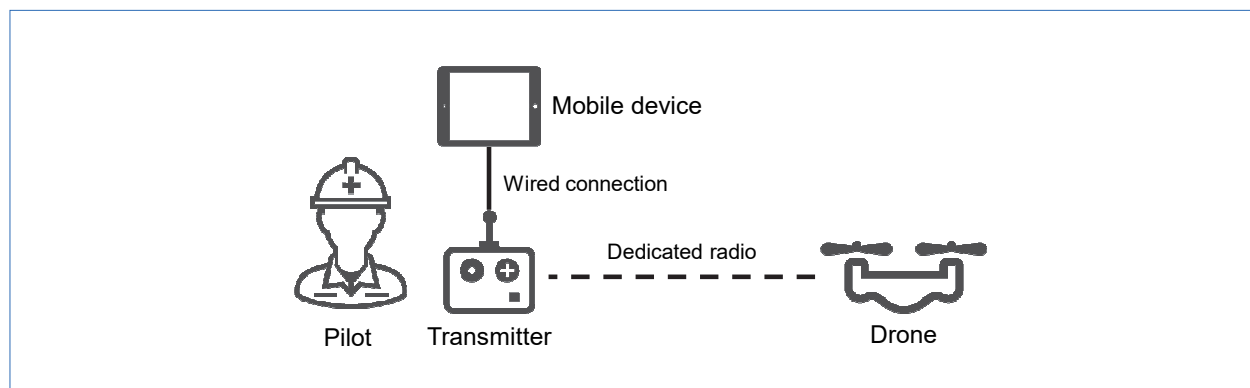 Mobile device
Wired connection
Dedicated radio
Pilot
Transmitter
Drone